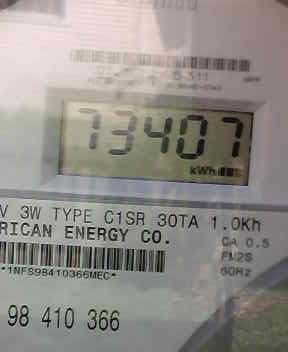 73407
kWh
V 3W TYPE C1SR 30TA 1.0Kh
RICAN ENERGY CO.
CA 0.5
FM2S
60Hz
*1NFS98410366MEC*
98 410 366